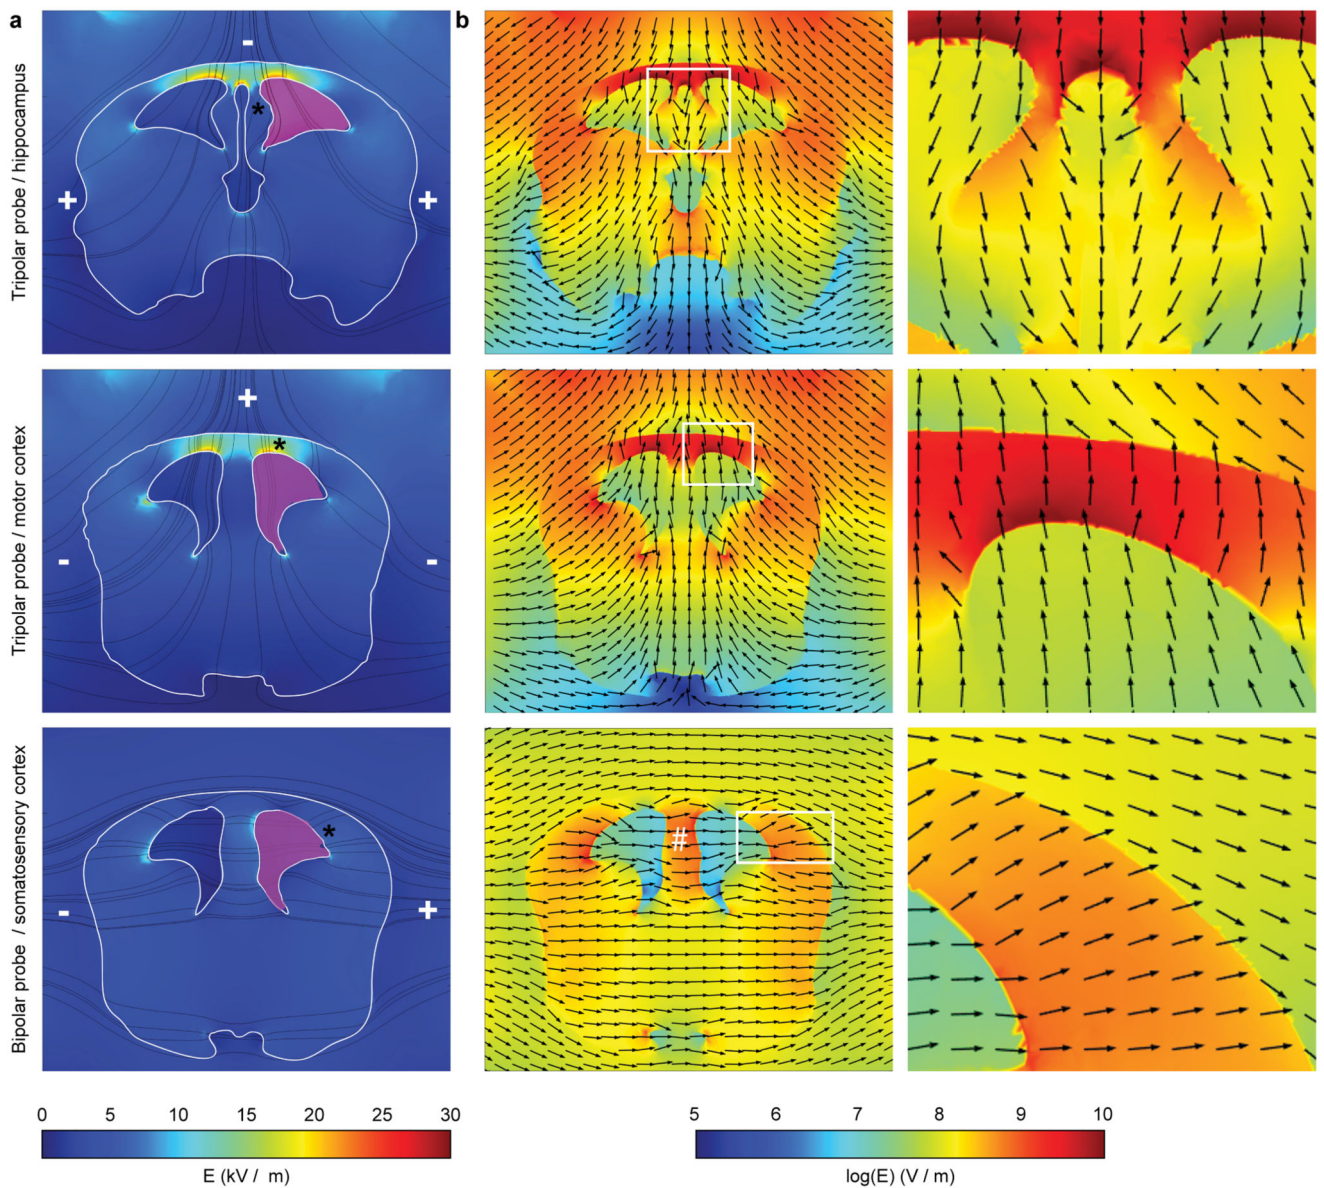 a
b
Tripolar probe / hippocampus
-
*
+
+
Tripolar probe / motor cortex
+
*
-
-
Bipolar probe / somatosensory cortex
*
#
-
+
0 5 10 15 20 25 30
E (kV / m)
5 6 7 8 9 10
log(E) (V / m)